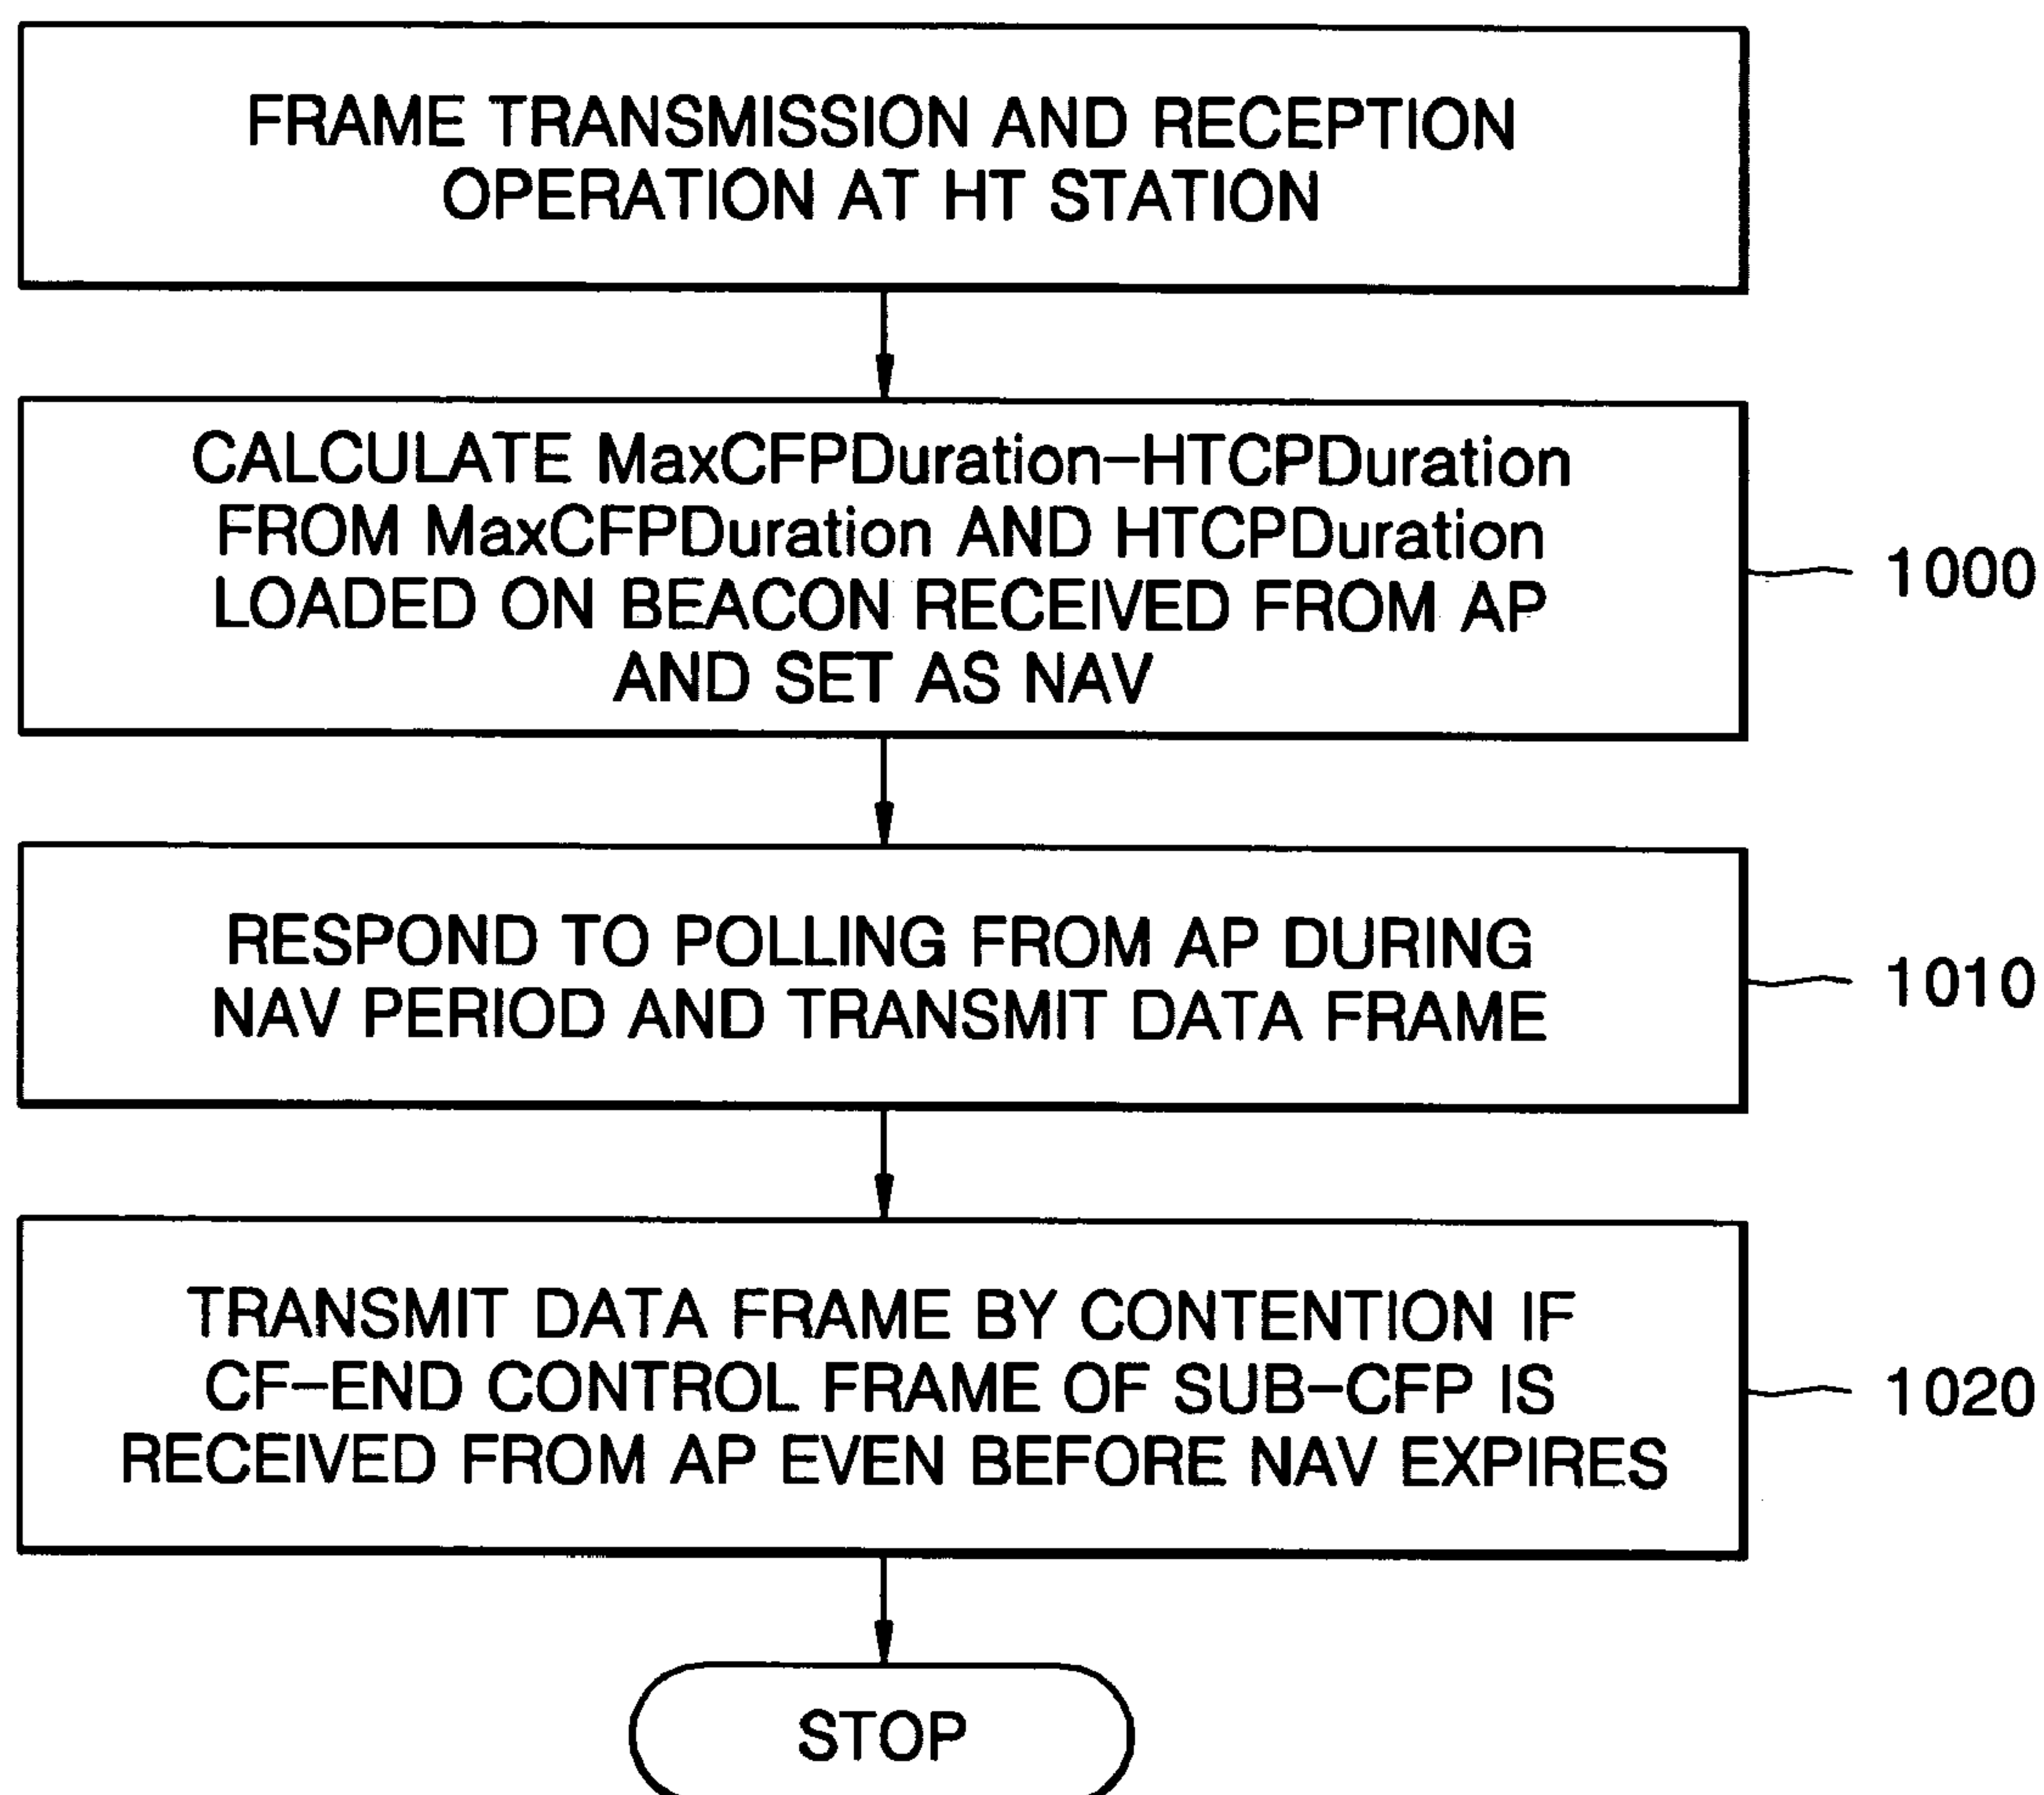 FRAME TRANSMISSION AND RECEPTION
OPERATION AT HT STATION
CALCULATE MaxCFPDuration–HTCPDuration
FROM MaxCFPDuration AND HTCPDuration
LOADED ON BEACON RECEIVED FROM AP
AND SET AS NAV
1000
RESPOND TO POLLING FROM AP DURING
NAV PERIOD AND TRANSMIT DATA FRAME
1010
TRANSMIT DATA FRAME BY CONTENTION IF
CF–END CONTROL FRAME OF SUB–CFP IS
RECEIVED FROM AP EVEN BEFORE NAV EXPIRES
1020
STOP